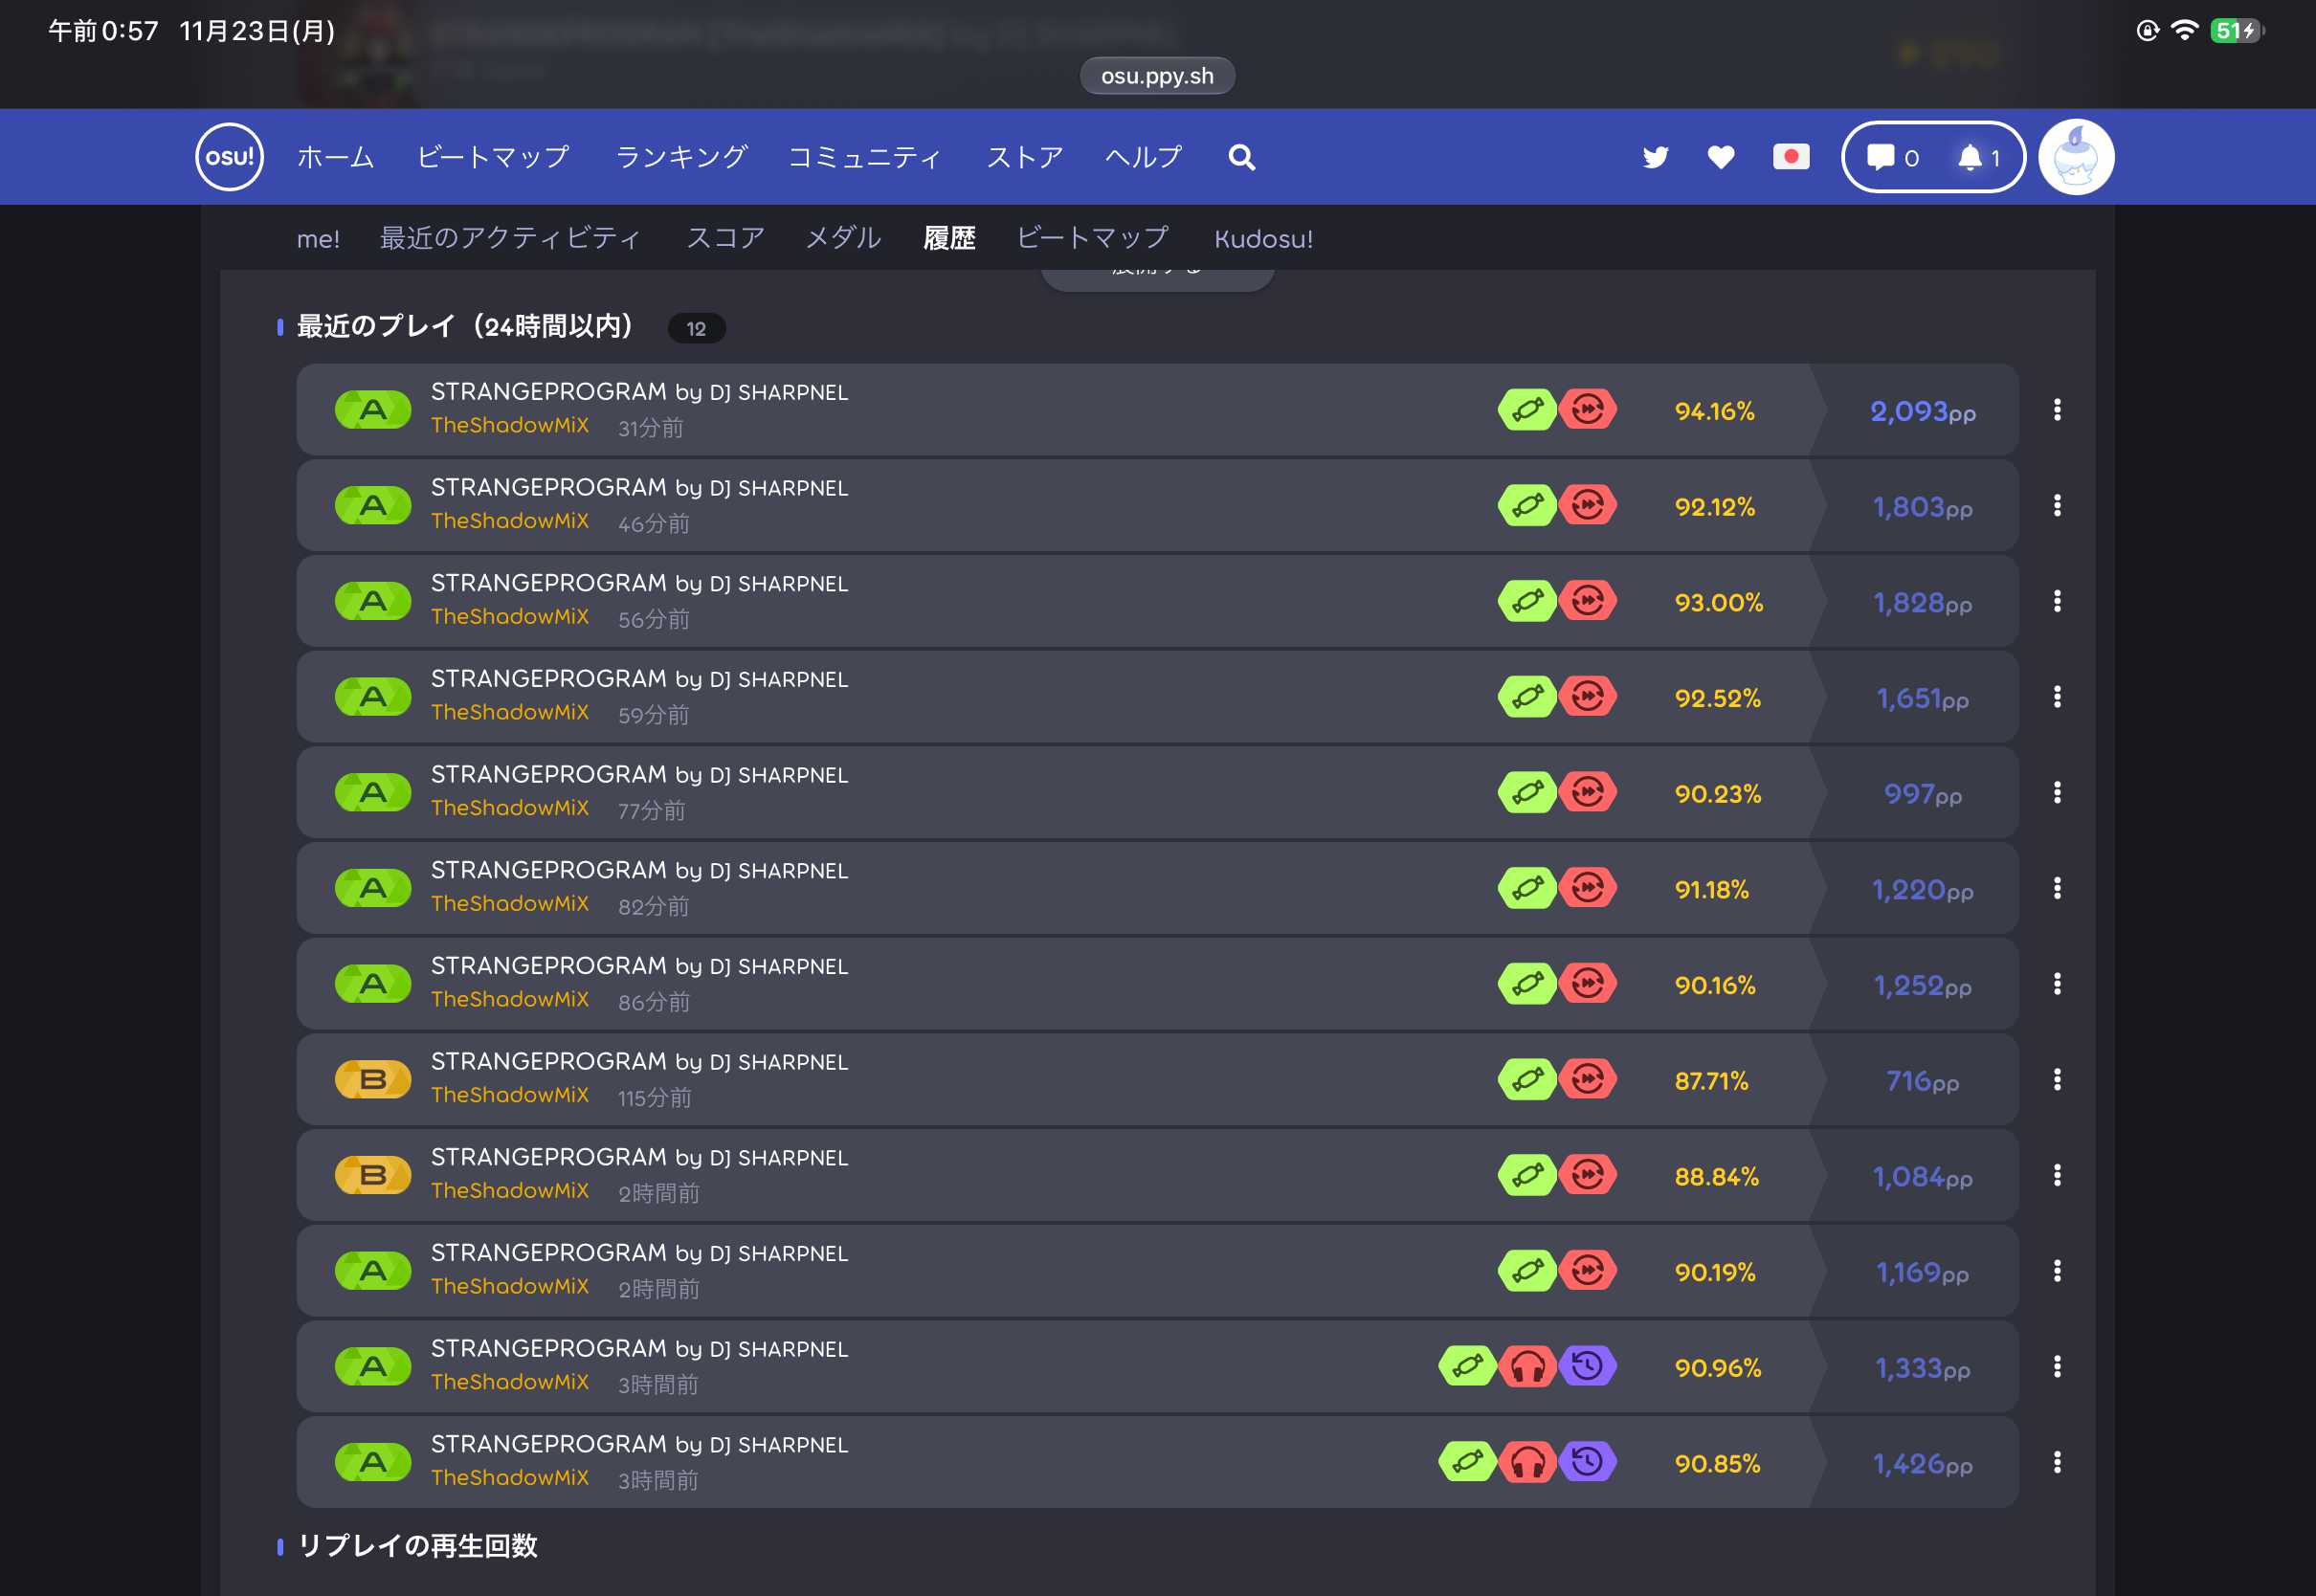 午前0:57 11月23日(月)
51
osu.ppy.sh
osu! ホーム ビートマップ ランキング コミュニティ ストア ヘルプ 0 1
me! 最近のアクティビティ スコア メダル 履歴 ビートマップ Kudosu!
展開する
最近のプレイ（24時間以内） 12
A STRANGEPROGRAM by DJ SHARPNEL
TheShadowMiX 31分前
94.16% 2,093pp
A STRANGEPROGRAM by DJ SHARPNEL
TheShadowMiX 46分前
92.12% 1,803pp
A STRANGEPROGRAM by DJ SHARPNEL
TheShadowMiX 56分前
93.00% 1,828pp
A STRANGEPROGRAM by DJ SHARPNEL
TheShadowMiX 59分前
92.52% 1,651pp
A STRANGEPROGRAM by DJ SHARPNEL
TheShadowMiX 77分前
90.23% 997pp
A STRANGEPROGRAM by DJ SHARPNEL
TheShadowMiX 82分前
91.18% 1,220pp
A STRANGEPROGRAM by DJ SHARPNEL
TheShadowMiX 86分前
90.16% 1,252pp
B STRANGEPROGRAM by DJ SHARPNEL
TheShadowMiX 115分前
87.71% 716pp
B STRANGEPROGRAM by DJ SHARPNEL
TheShadowMiX 2時間前
88.84% 1,084pp
A STRANGEPROGRAM by DJ SHARPNEL
TheShadowMiX 2時間前
90.19% 1,169pp
A STRANGEPROGRAM by DJ SHARPNEL
TheShadowMiX 3時間前
90.96% 1,333pp
A STRANGEPROGRAM by DJ SHARPNEL
TheShadowMiX 3時間前
90.85% 1,426pp
リプレイの再生回数